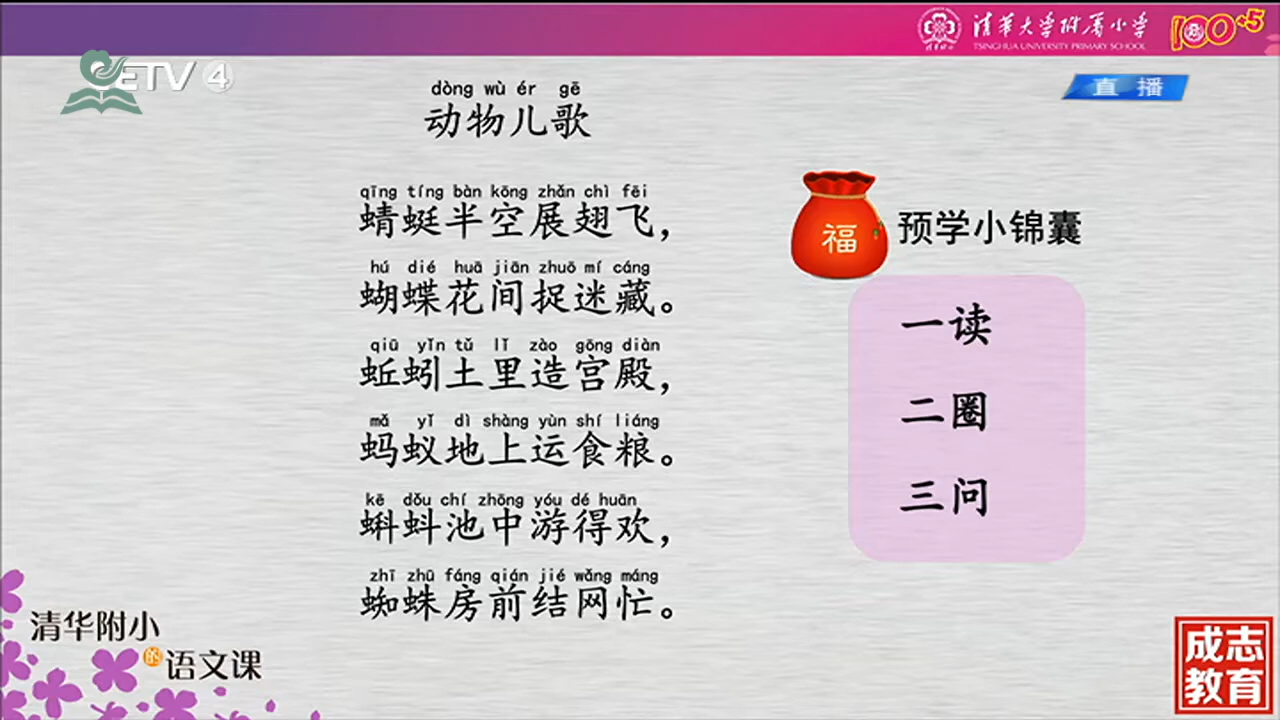 清华大学附属小学
TSINGHUA UNIVERSITY PRIMARY SCHOOL
100+5
CETV 4
直播
dòng wù ér gē
动物儿歌
qīng tíng bàn kōng zhǎn chì fēi
蜻蜓半空展翅飞，
hú dié huā jiān zhuō mí cáng
蝴蝶花间捉迷藏。
qiū yǐn tǔ lǐ zào gōng diàn
蚯蚓土里造宫殿，
mǎ yǐ dì shàng yùn shí liáng
蚂蚁地上运食粮。
kē dǒu chí zhōng yóu dé huān
蝌蚪池中游得欢，
zhī zhū fáng qián jié wǎng máng
蜘蛛房前结网忙。
福
预学小锦囊
一读
二圈
三问
清华附小
的语文课
成志
教育